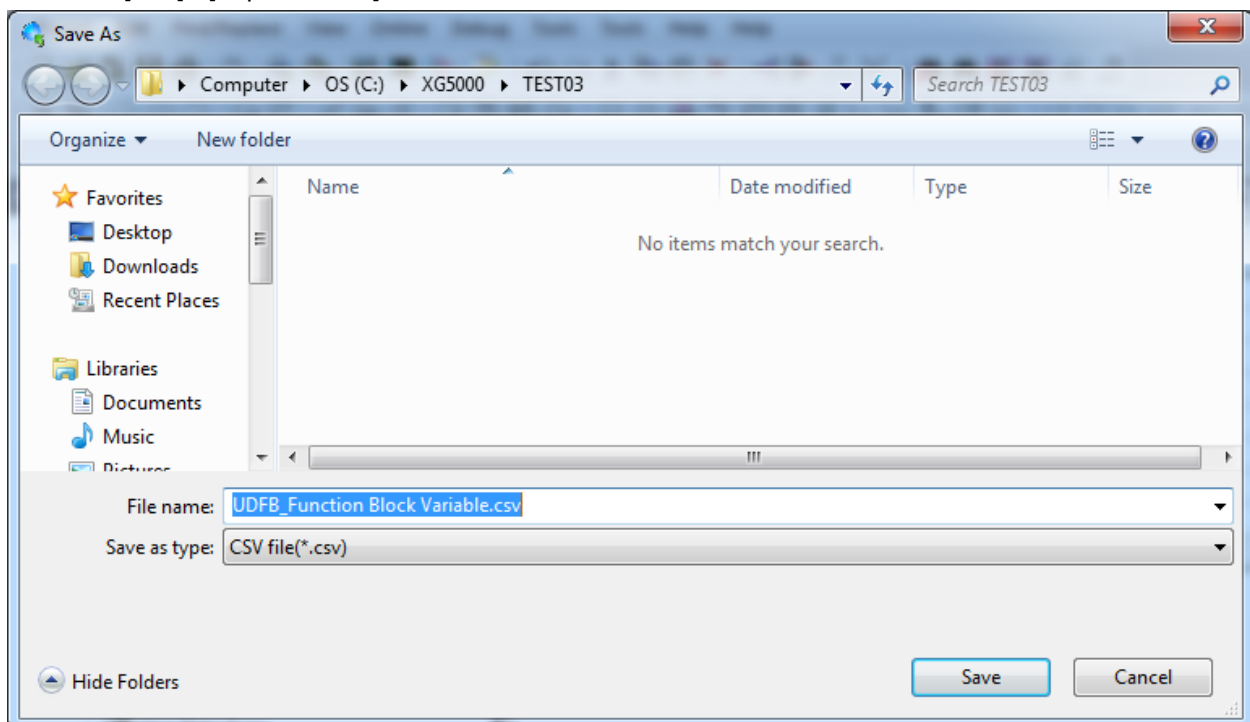 Save As
Computer ▸ OS (C:) ▸ XG5000 ▸ TEST03
Search TEST03
Organize
New folder
Favorites
Desktop
Downloads
Recent Places
Libraries
Documents
Music
Pictures
Name
Date modified
Type
Size
No items match your search.
File name: UDFB_Function Block Variable.csv
Save as type: CSV file(*.csv)
Hide Folders
Save
Cancel